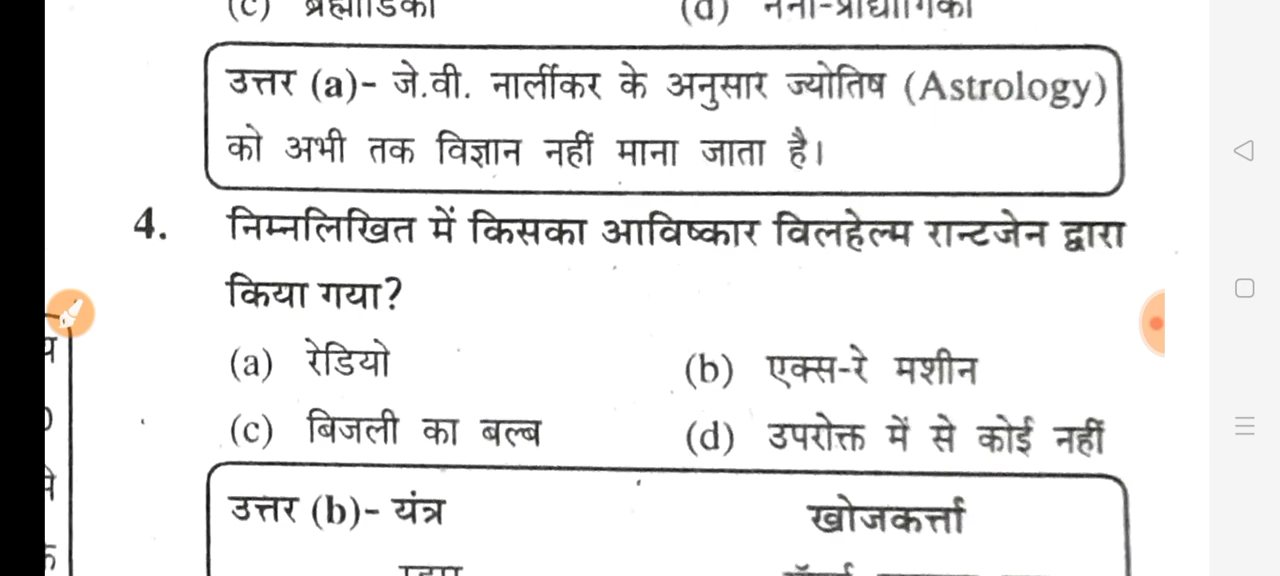 (c) ब्रह्मांडिकी (d) नैनो-प्रौद्योगिकी
उत्तर (a)- जे.वी. नार्लीकर के अनुसार ज्योतिष (Astrology)
को अभी तक विज्ञान नहीं माना जाता है।
4. निम्नलिखित में किसका आविष्कार विलहेल्म रान्टजेन द्वारा
किया गया?
(a) रेडियो (b) एक्स-रे मशीन
(c) बिजली का बल्ब (d) उपरोक्त में से कोई नहीं
उत्तर (b)- यंत्र खोजकर्त्ता